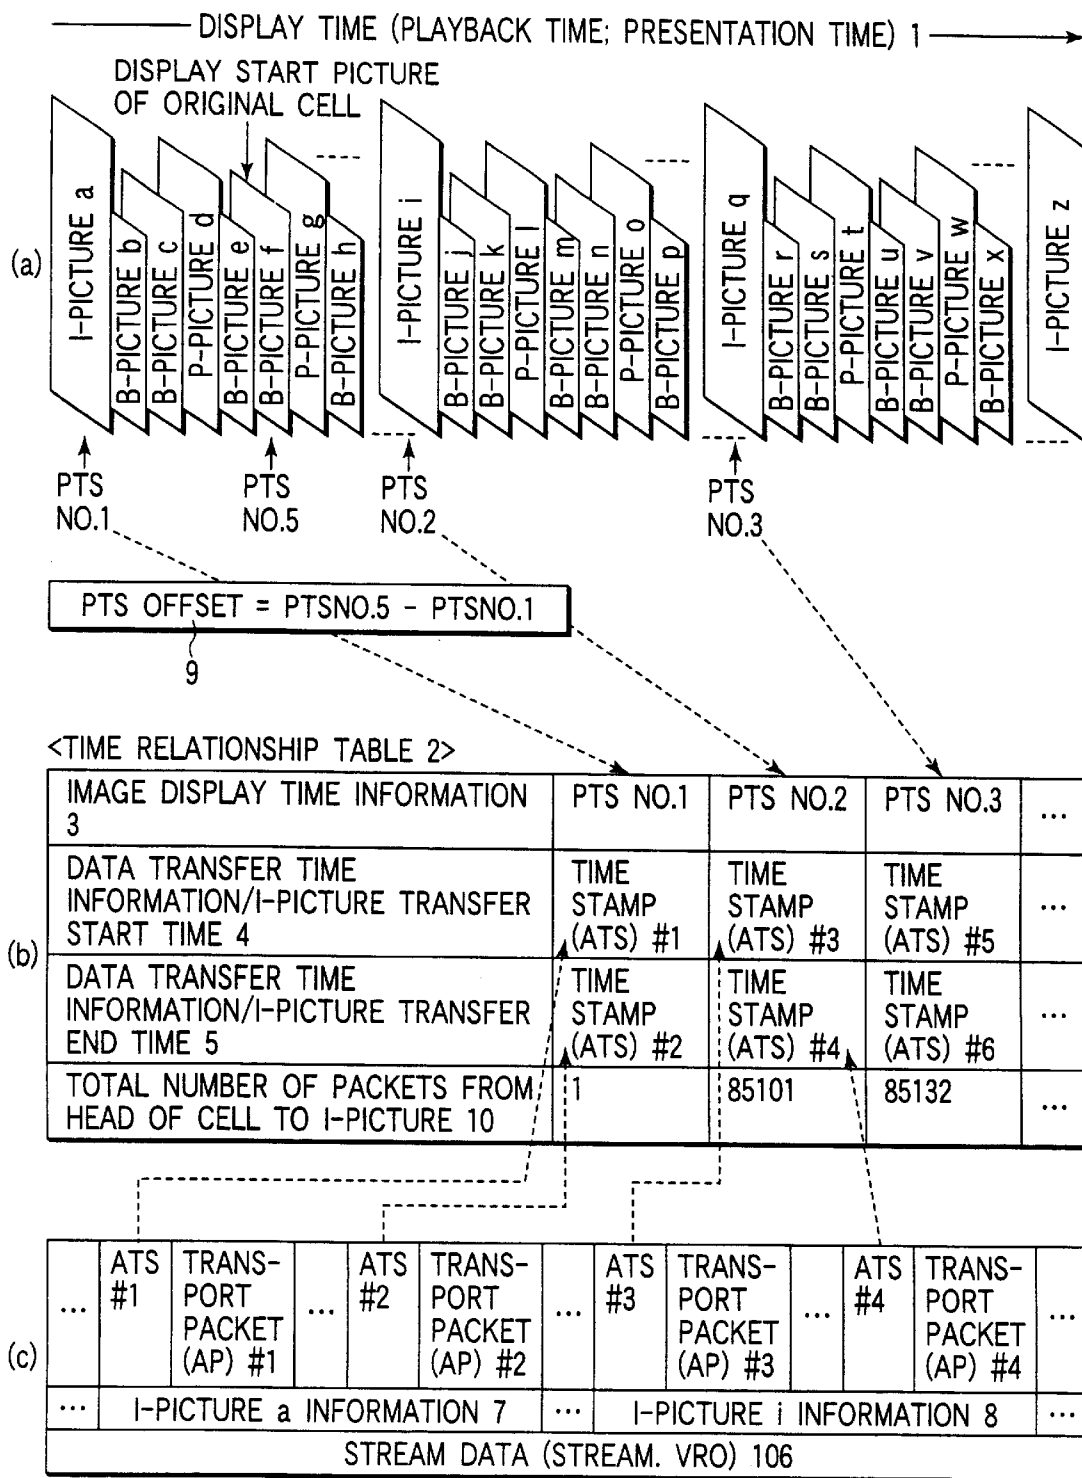 DISPLAY TIME (PLAYBACK TIME; PRESENTATION TIME) 1
DISPLAY START PICTURE
OF ORIGINAL CELL
(a)
I-PICTURE a
B-PICTURE b
B-PICTURE c
P-PICTURE d
B-PICTURE e
B-PICTURE f
P-PICTURE g
B-PICTURE h
I-PICTURE i
B-PICTURE j
B-PICTURE k
P-PICTURE l
B-PICTURE m
B-PICTURE n
P-PICTURE o
B-PICTURE p
I-PICTURE q
B-PICTURE r
B-PICTURE s
P-PICTURE t
B-PICTURE u
B-PICTURE v
P-PICTURE w
B-PICTURE x
I-PICTURE z
PTS
NO.1
PTS
NO.5
PTS
NO.2
PTS
NO.3
PTS OFFSET = PTSNO.5 - PTSNO.1
9
<TIME RELATIONSHIP TABLE 2>
(b)
IMAGE DISPLAY TIME INFORMATION
3
PTS NO.1
PTS NO.2
PTS NO.3
...
DATA TRANSFER TIME
INFORMATION/I-PICTURE TRANSFER
START TIME 4
TIME
STAMP
(ATS) #1
TIME
STAMP
(ATS) #3
TIME
STAMP
(ATS) #5
...
DATA TRANSFER TIME
INFORMATION/I-PICTURE TRANSFER
END TIME 5
TIME
STAMP
(ATS) #2
TIME
STAMP
(ATS) #4
TIME
STAMP
(ATS) #6
...
TOTAL NUMBER OF PACKETS FROM
HEAD OF CELL TO I-PICTURE 10
1
85101
85132
...
(c)
...
ATS
#1
TRANS-
PORT
PACKET
(AP) #1
...
ATS
#2
TRANS-
PORT
PACKET
(AP) #2
...
ATS
#3
TRANS-
PORT
PACKET
(AP) #3
...
ATS
#4
TRANS-
PORT
PACKET
(AP) #4
...
...
I-PICTURE a INFORMATION 7
...
I-PICTURE i INFORMATION 8
...
STREAM DATA (STREAM. VRO) 106